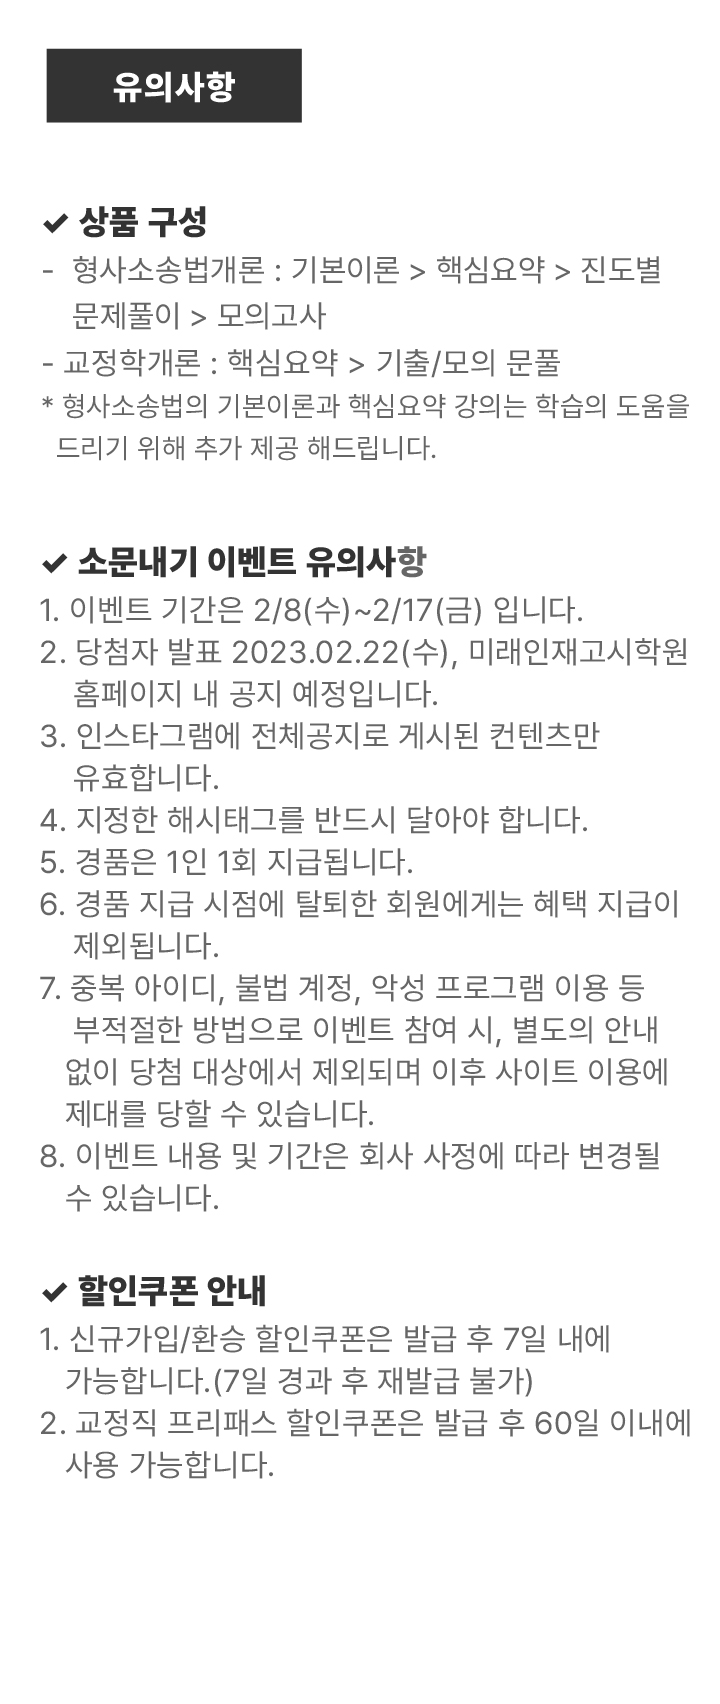 유의사항
✓ 상품 구성
- 형사소송법개론 : 기본이론 > 핵심요약 > 진도별
문제풀이 > 모의고사
- 교정학개론 : 핵심요약 > 기출/모의 문풀
* 형사소송법의 기본이론과 핵심요약 강의는 학습의 도움을
드리기 위해 추가 제공 해드립니다.
✓ 소문내기 이벤트 유의사항
1. 이벤트 기간은 2/8(수)~2/17(금) 입니다.
2. 당첨자 발표 2023.02.22(수), 미래인재고시학원
홈페이지 내 공지 예정입니다.
3. 인스타그램에 전체공지로 게시된 컨텐츠만
유효합니다.
4. 지정한 해시태그를 반드시 달아야 합니다.
5. 경품은 1인 1회 지급됩니다.
6. 경품 지급 시점에 탈퇴한 회원에게는 혜택 지급이
제외됩니다.
7. 중복 아이디, 불법 계정, 악성 프로그램 이용 등
부적절한 방법으로 이벤트 참여 시, 별도의 안내
없이 당첨 대상에서 제외되며 이후 사이트 이용에
제대를 당할 수 있습니다.
8. 이벤트 내용 및 기간은 회사 사정에 따라 변경될
수 있습니다.
✓ 할인쿠폰 안내
1. 신규가입/환승 할인쿠폰은 발급 후 7일 내에
가능합니다.(7일 경과 후 재발급 불가)
2. 교정직 프리패스 할인쿠폰은 발급 후 60일 이내에
사용 가능합니다.